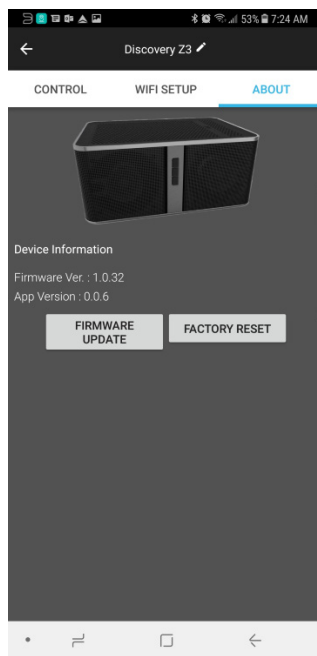 53% 7:24 AM
Discovery Z3
CONTROL WIFI SETUP ABOUT
Device Information
Firmware Ver. : 1.0.32
App Version : 0.0.6
FIRMWARE
UPDATE
FACTORY RESET